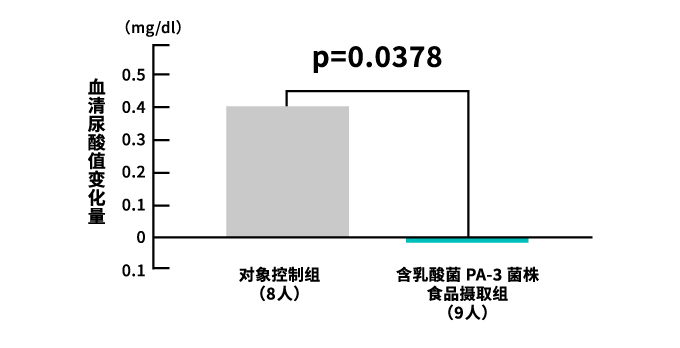 （mg/dl）
p=0.0378
血清尿酸值变化量
0.5
0.4
0.3
0.2
0.1
0
0.1
对象控制组
（8人）
含乳酸菌 PA-3 菌株
食品摄取组
（9人）